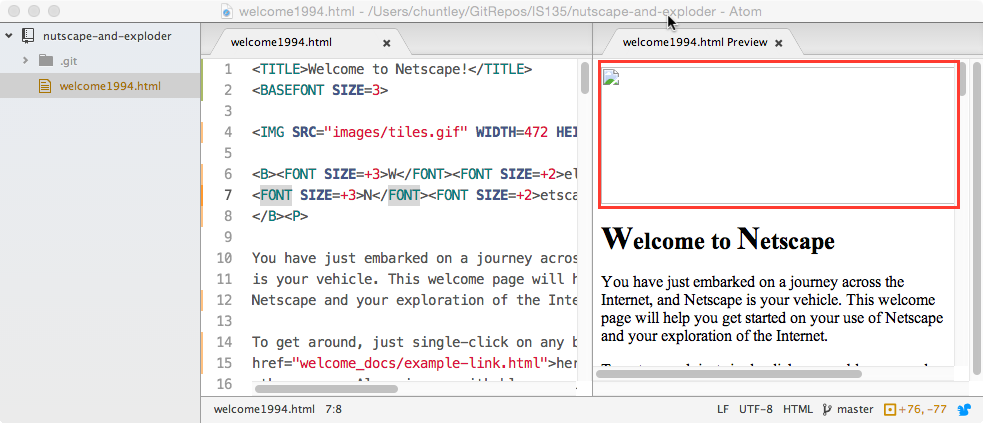 welcome1994.html - /Users/chuntley/GitRepos/IS135/nutscape-and-exploder - Atom
nutscape-and-exploder
.git
welcome1994.html
welcome1994.html
1 <TITLE>Welcome to Netscape!</TITLE>
2 <BASEFONT SIZE=3>
3
4 <IMG SRC="images/tiles.gif" WIDTH=472 HEI
5
6 <B><FONT SIZE=+3>W</FONT><FONT SIZE=+2>el
7 <FONT SIZE=+3>N</FONT><FONT SIZE=+2>etsca
8 </B><P>
9
10 You have just embarked on a journey acros
11 is your vehicle. This welcome page will h
12 Netscape and your exploration of the Inte
13
14 To get around, just single-click on any b
15 href="welcome_docs/example-link.html">her
16
welcome1994.html Preview
Welcome to Netscape
You have just embarked on a journey across the
Internet, and Netscape is your vehicle. This welcome
page will help you get started on your use of Netscape
and your exploration of the Internet.
welcome1994.html 7:8
LF UTF-8 HTML master +76, -77